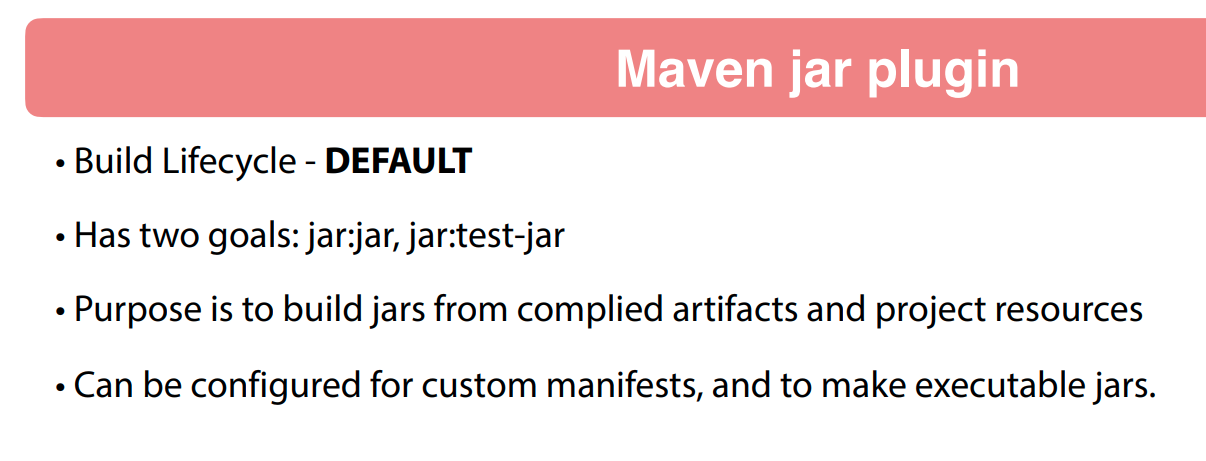 Maven jar plugin
• Build Lifecycle - DEFAULT
• Has two goals: jar:jar, jar:test-jar
• Purpose is to build jars from complied artifacts and project resources
• Can be configured for custom manifests, and to make executable jars.